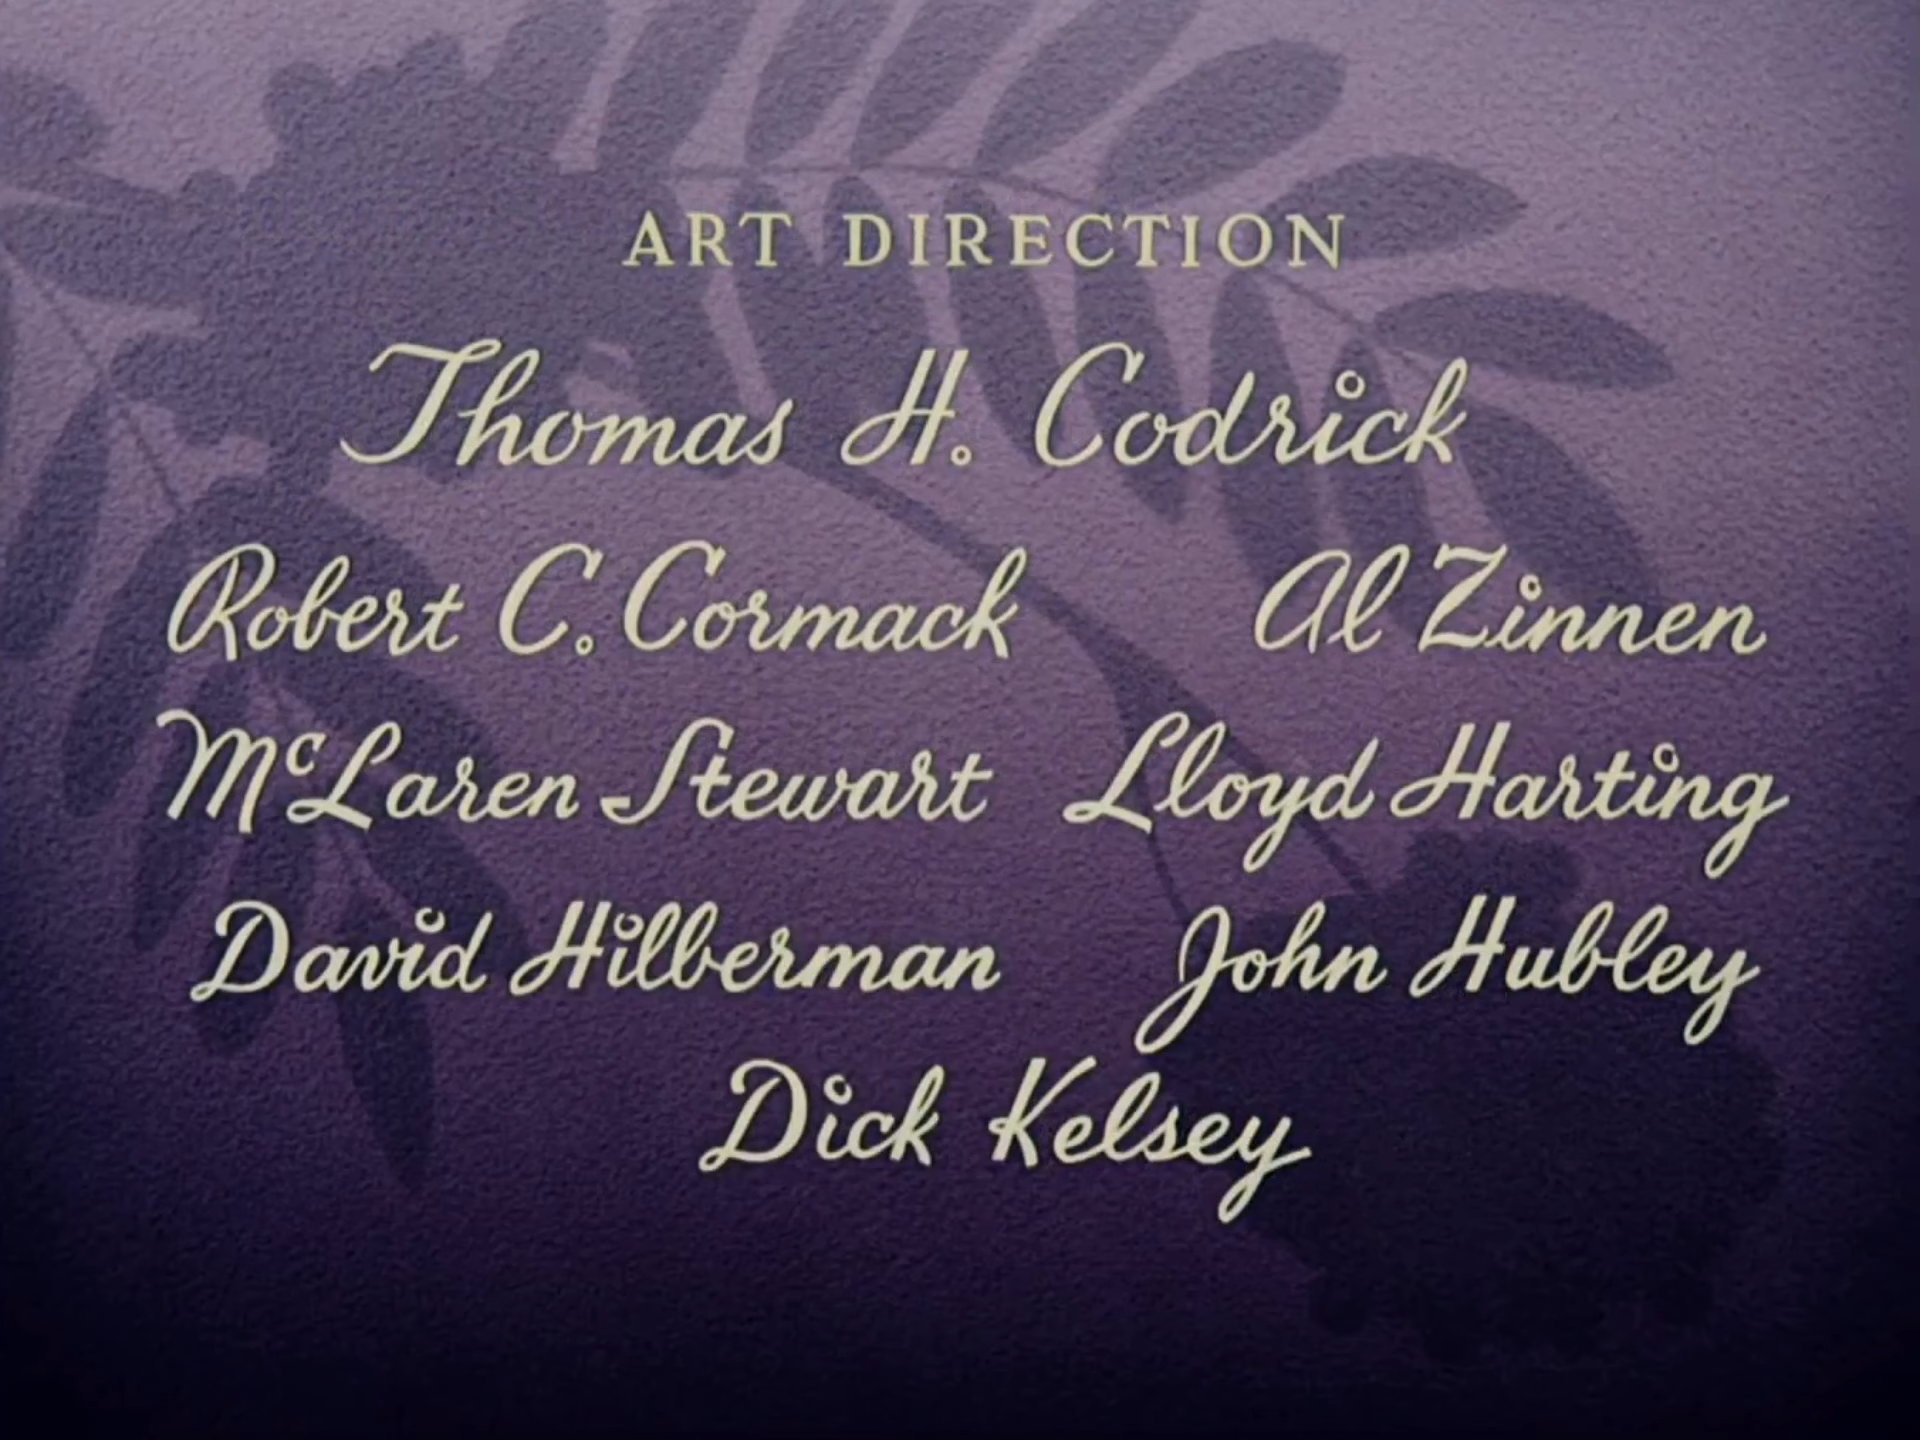 ART DIRECTION
Thomas H. Codrick
Robert C. Cormack Al Zinnen
McLaren Stewart Lloyd Harting
David Hilberman John Hubley
Dick Kelsey